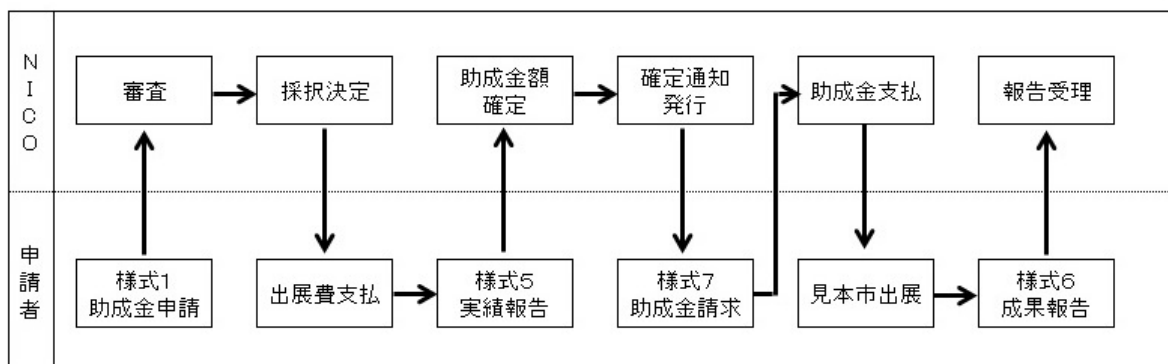 NICO
審査
採択決定
助成金額
確定
確定通知
発行
助成金支払
報告受理
申請者
様式1
助成金申請
出展費支払
様式5
実績報告
様式7
助成金請求
見本市出展
様式6
成果報告